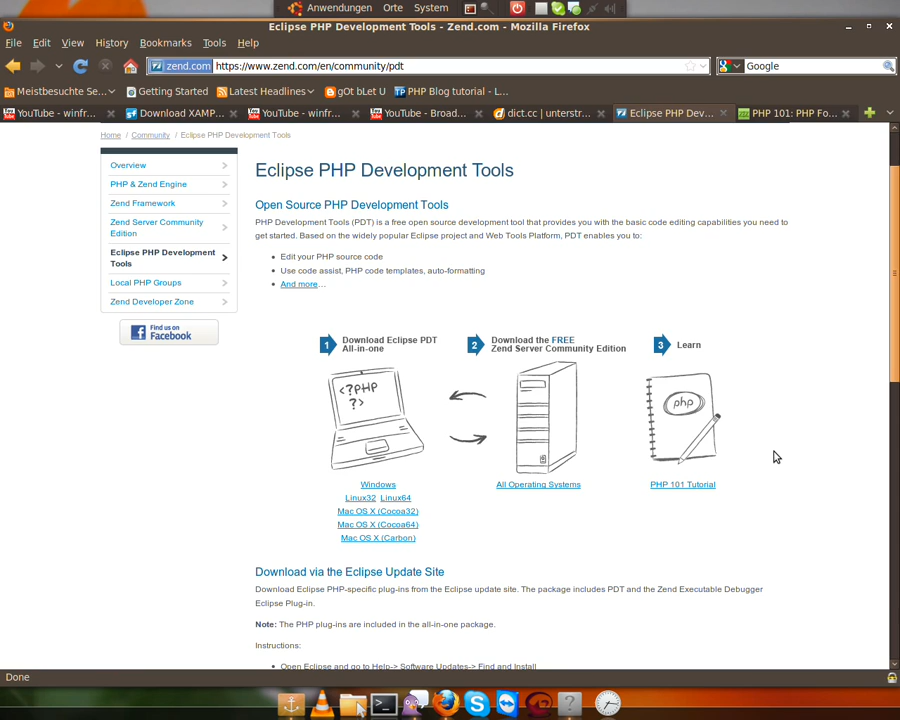 Anwendungen Orte System
Eclipse PHP Development Tools - Zend.com - Mozilla Firefox
File Edit View History Bookmarks Tools Help
zend.com https://www.zend.com/en/community/pdt
Google
Meistbesuchte Se... Getting Started Latest Headlines gOt bLet U PHP Blog tutorial - L...
YouTube - winfr... Download XAMP... YouTube - winfr... YouTube - Broad... dict.cc | unterstr... Eclipse PHP Dev... PHP 101: PHP Fo...
Home / Community / Eclipse PHP Development Tools
Overview
PHP & Zend Engine
Zend Framework
Zend Server Community
Edition
Eclipse PHP Development
Tools
Local PHP Groups
Zend Developer Zone
Find us on
Facebook
Eclipse PHP Development Tools
Open Source PHP Development Tools
PHP Development Tools (PDT) is a free open source development tool that provides you with the basic code editing capabilities you need to
get started. Based on the widely popular Eclipse project and Web Tools Platform, PDT enables you to:
Edit your PHP source code
Use code assist, PHP code templates, auto-formatting
And more…
1 Download Eclipse PDT
All-in-one
2 Download the FREE
Zend Server Community Edition
3 Learn
<?PHP
?>
php
Windows
Linux32 Linux64
Mac OS X (Cocoa32)
Mac OS X (Cocoa64)
Mac OS X (Carbon)
All Operating Systems
PHP 101 Tutorial
Download via the Eclipse Update Site
Download Eclipse PHP-specific plug-ins from the Eclipse update site. The package includes PDT and the Zend Executable Debugger
Eclipse Plug-in.
Note: The PHP plug-ins are included in the all-in-one package.
Instructions:
Open Eclipse and go to Help-> Software Updates-> Find and Install
Done